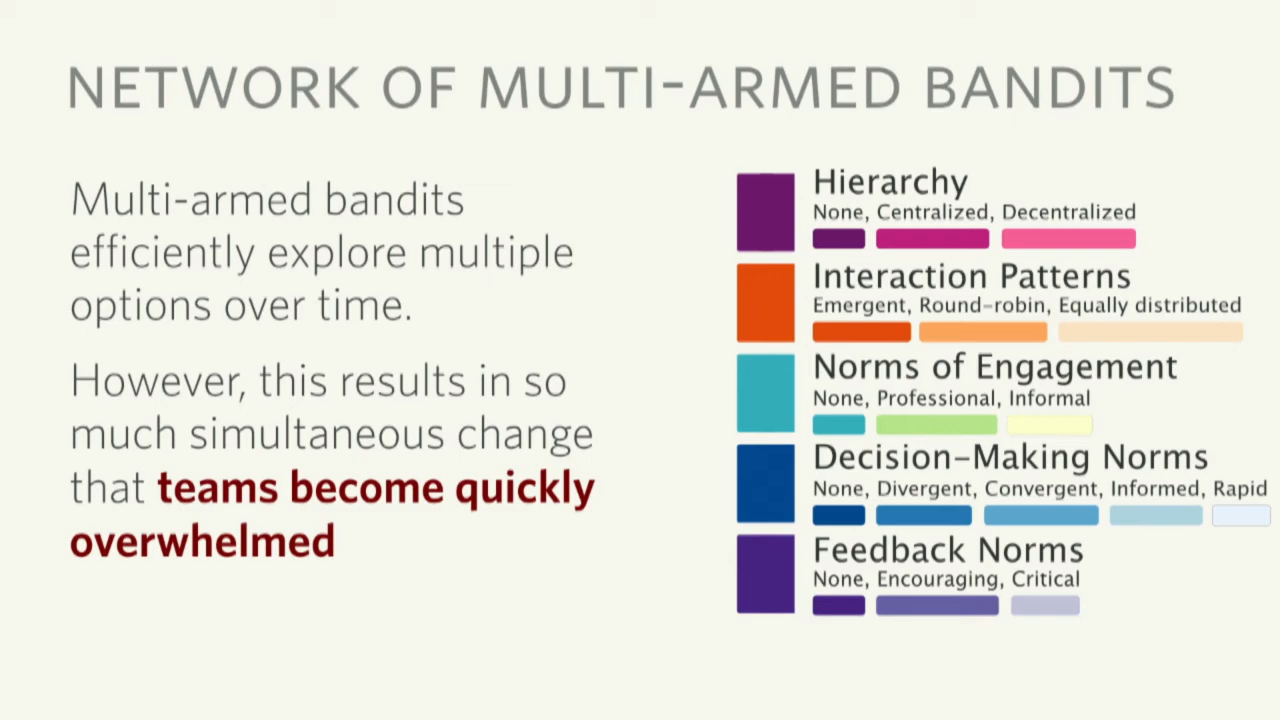 NETWORK OF MULTI-ARMED BANDITS
Multi-armed bandits
efficiently explore multiple
options over time.
However, this results in so
much simultaneous change
that teams become quickly
overwhelmed
Hierarchy
None, Centralized, Decentralized
Interaction Patterns
Emergent, Round-robin, Equally distributed
Norms of Engagement
None, Professional, Informal
Decision-Making Norms
None, Divergent, Convergent, Informed, Rapid
Feedback Norms
None, Encouraging, Critical